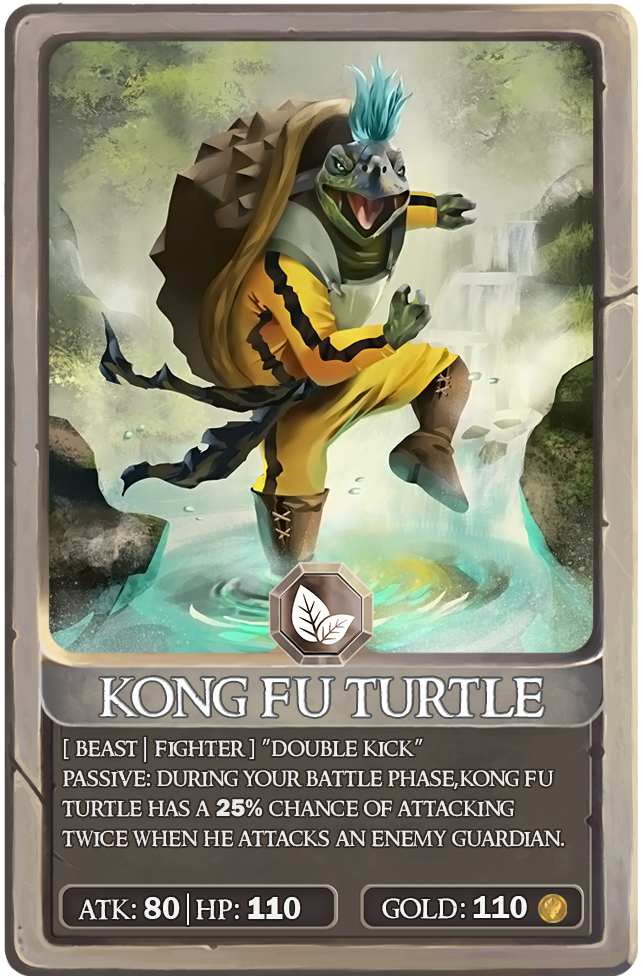 KONG FU TURTLE
[ BEAST | FIGHTER ] "DOUBLE KICK"
PASSIVE: DURING YOUR BATTLE PHASE,KONG FU
TURTLE HAS A 25% CHANCE OF ATTACKING
TWICE WHEN HE ATTACKS AN ENEMY GUARDIAN.
ATK: 80 | HP: 110 GOLD: 110